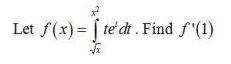 Let f(x) = ∫_{√x}^{x²} te^t dt . Find f'(1)